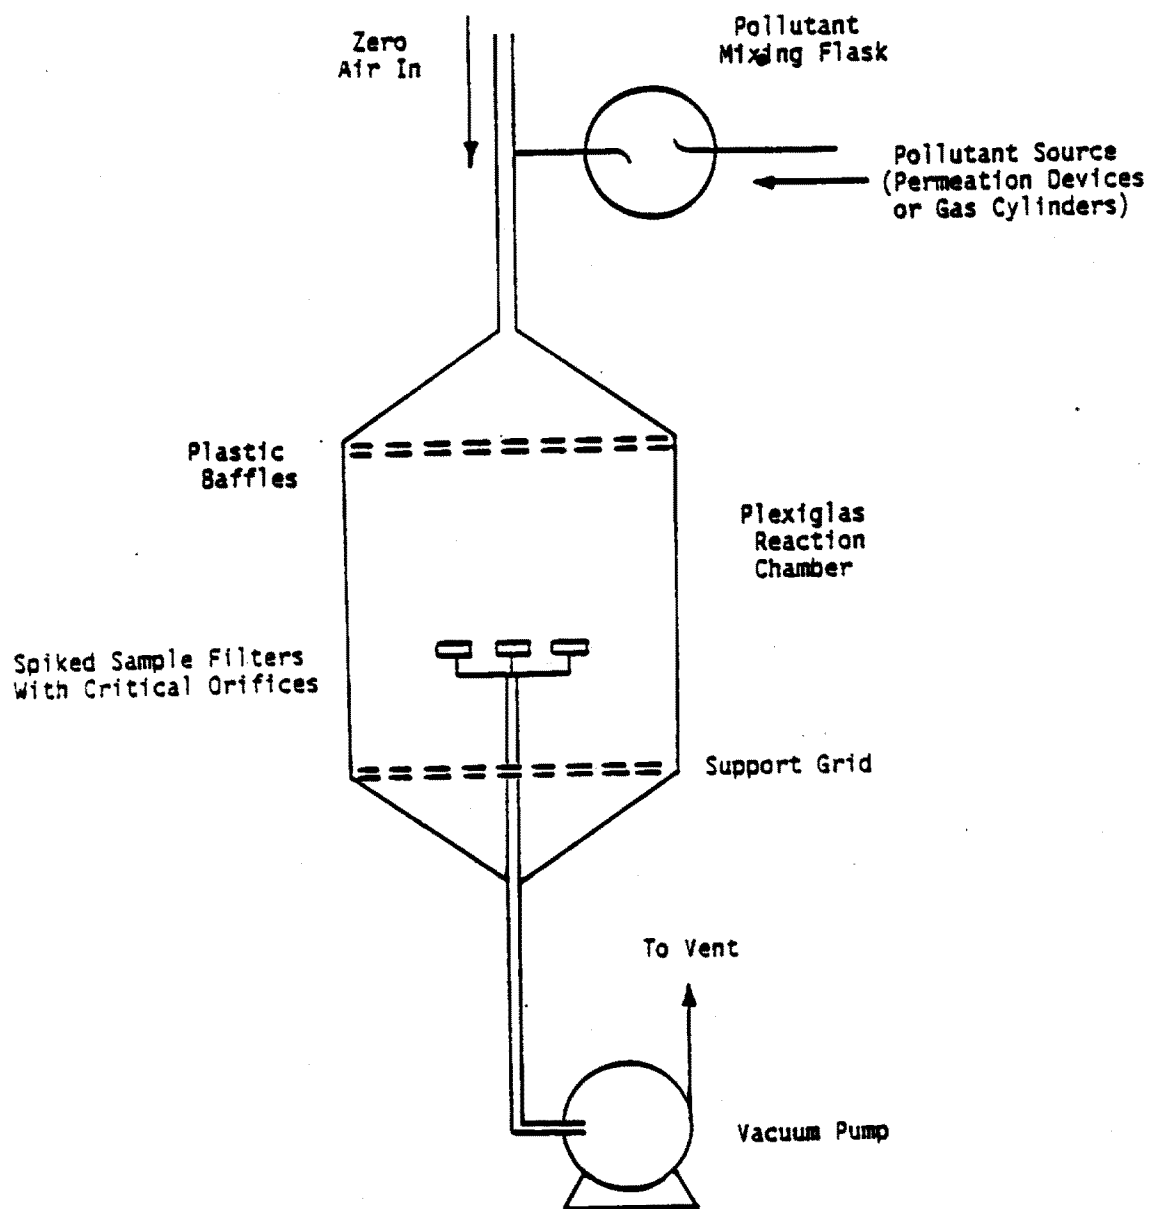 Zero
Air In
Pollutant
Mixing Flask
Pollutant Source
(Permeation Devices
or Gas Cylinders)
Plastic
Baffles
Plexiglas
Reaction
Chamber
Spiked Sample Filters
With Critical Orifices
Support Grid
To Vent
Vacuum Pump